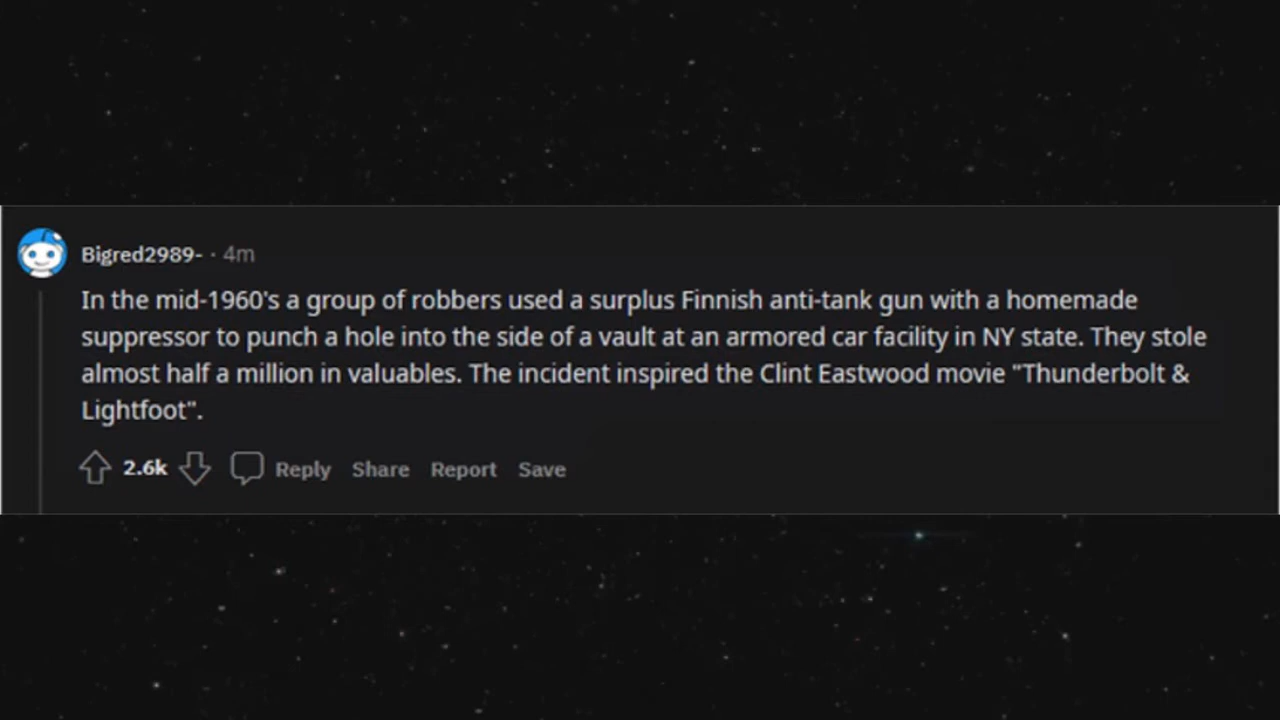 Bigred2989- · 4m
In the mid-1960's a group of robbers used a surplus Finnish anti-tank gun with a homemade
suppressor to punch a hole into the side of a vault at an armored car facility in NY state. They stole
almost half a million in valuables. The incident inspired the Clint Eastwood movie "Thunderbolt &
Lightfoot".
2.6k Reply Share Report Save